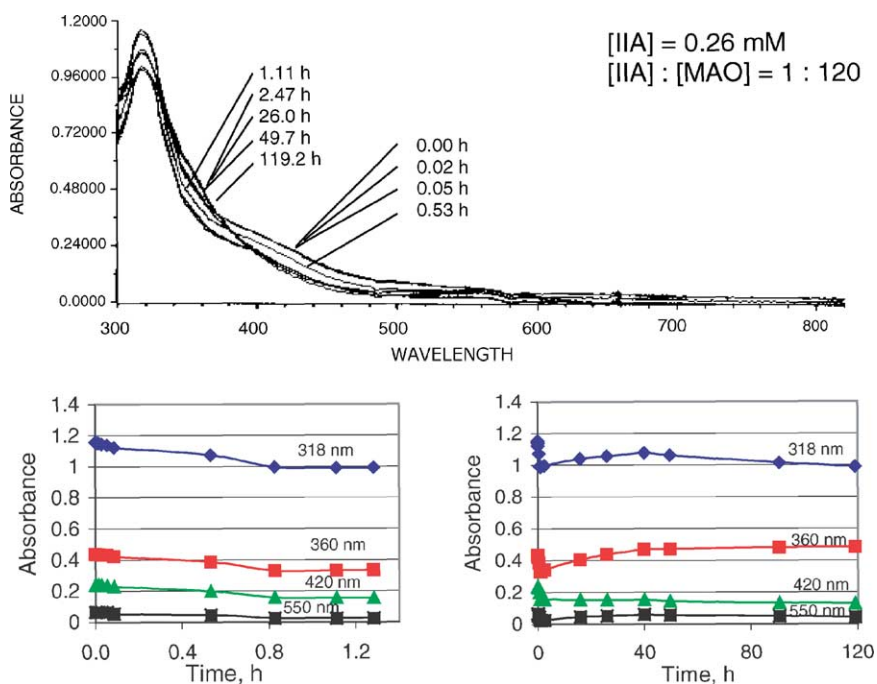 1.2000
0.96000
0.72000
0.48000
0.24000
0.0000
ABSORBANCE
300
400
500
600
700
800
WAVELENGTH
1.11 h
2.47 h
26.0 h
49.7 h
119.2 h
0.00 h
0.02 h
0.05 h
0.53 h
[IIA] = 0.26 mM
[IIA] : [MAO] = 1 : 120
1.4
1.2
1
0.8
0.6
0.4
0.2
0
Absorbance
318 nm
360 nm
420 nm
550 nm
0.0
0.4
0.8
1.2
Time, h
1.4
1.2
1
0.8
0.6
0.4
0.2
0
Absorbance
318 nm
360 nm
420 nm
550 nm
0
40
80
120
Time, h